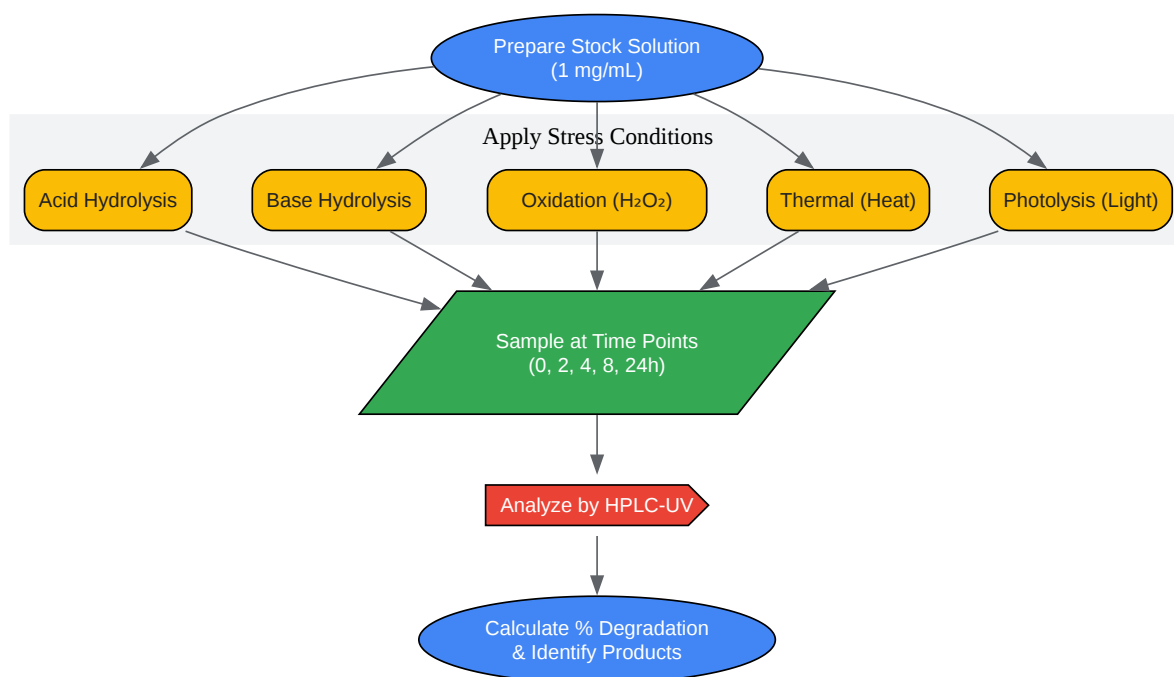 Prepare Stock Solution
(1 mg/mL)
Apply Stress Conditions
Acid Hydrolysis
Base Hydrolysis
Oxidation (H₂O₂)
Thermal (Heat)
Photolysis (Light)
Sample at Time Points
(0, 2, 4, 8, 24h)
Analyze by HPLC-UV
Calculate % Degradation
& Identify Products